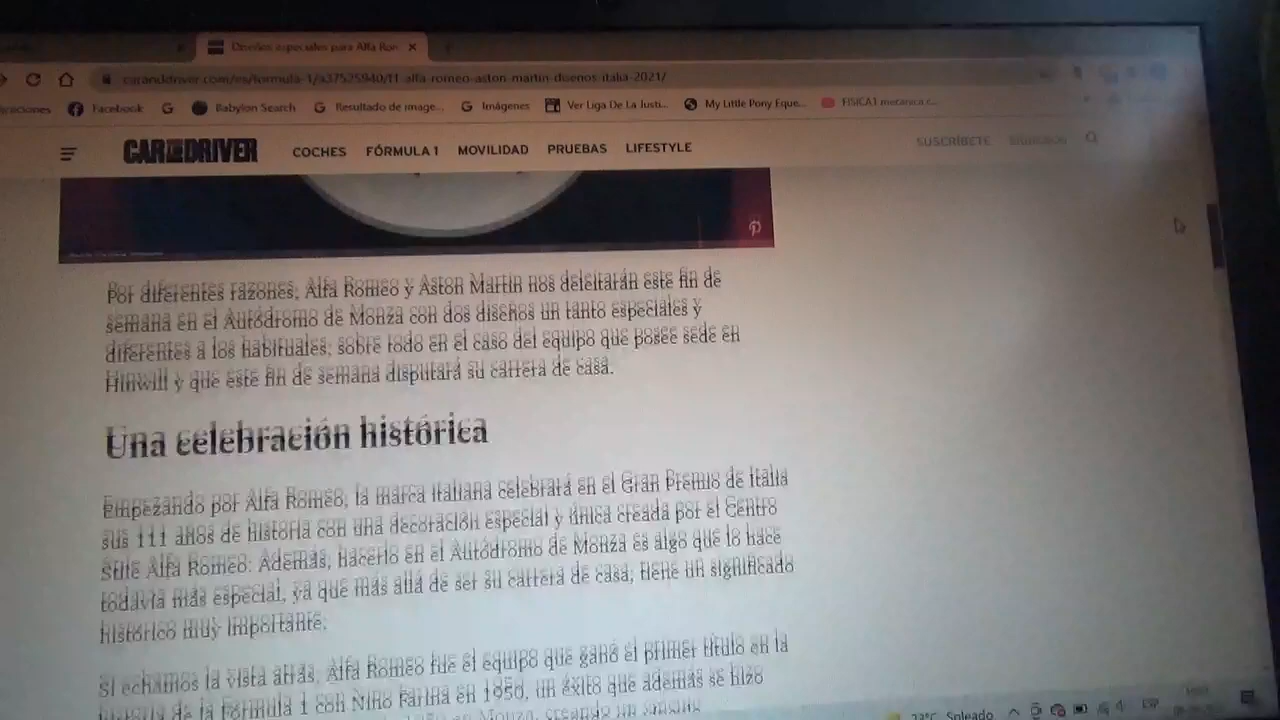 Diseños especiales para Alfa Rom
caranddriver.com/es/formula-1/a37525940/f1-alfa-romeo-aston-martin-duenos-italia-2021/
Facebook
Babylon Search
Resultado de image...
Imágenes
Ver Liga De La Justi...
My Little Pony Eque...
FISICA1 mecanica c...
CAR AND DRIVER
COCHES
FÓRMULA 1
MOVILIDAD
PRUEBAS
LIFESTYLE
SUSCRÍBETE
Por diferentes razones, Alfa Romeo y Aston Martin nos deleitarán este fin de
semana en el Autódromo de Monza con dos diseños un tanto especiales y
diferentes a los habituales, sobre todo en el caso del equipo que posee sede en
Hinwill y que este fin de semana disputará su carrera de casa.
Una celebración histórica
Empezando por Alfa Romeo, la marca italiana celebrará en el Gran Premio de Italia
sus 111 años de historia con una decoración especial y única creada por el Centro
Stile Alfa Romeo. Además, hacerlo en el Autódromo de Monza es algo que lo hace
todavía más especial, ya que más allá de ser su carrera de casa, tiene un significado
histórico muy importante.
Si echamos la vista atrás, Alfa Romeo fue el equipo que ganó el primer título en la
historia de la Fórmula 1 con Nino Farina en 1950, un éxito que además se hizo
en Monza, creando un
Soleado
ESP